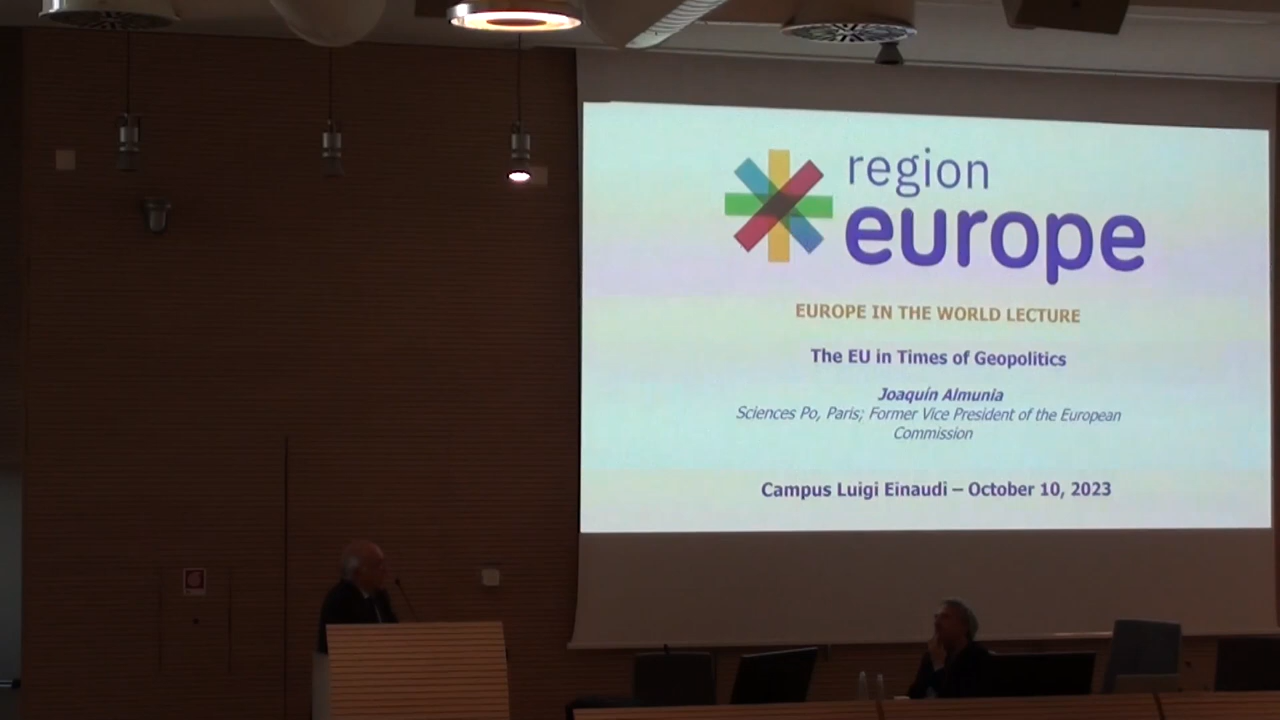 region
europe
EUROPE IN THE WORLD LECTURE
The EU in Times of Geopolitics
Joaquín Almunia
Sciences Po, Paris; Former Vice President of the European
Commission
Campus Luigi Einaudi – October 10, 2023